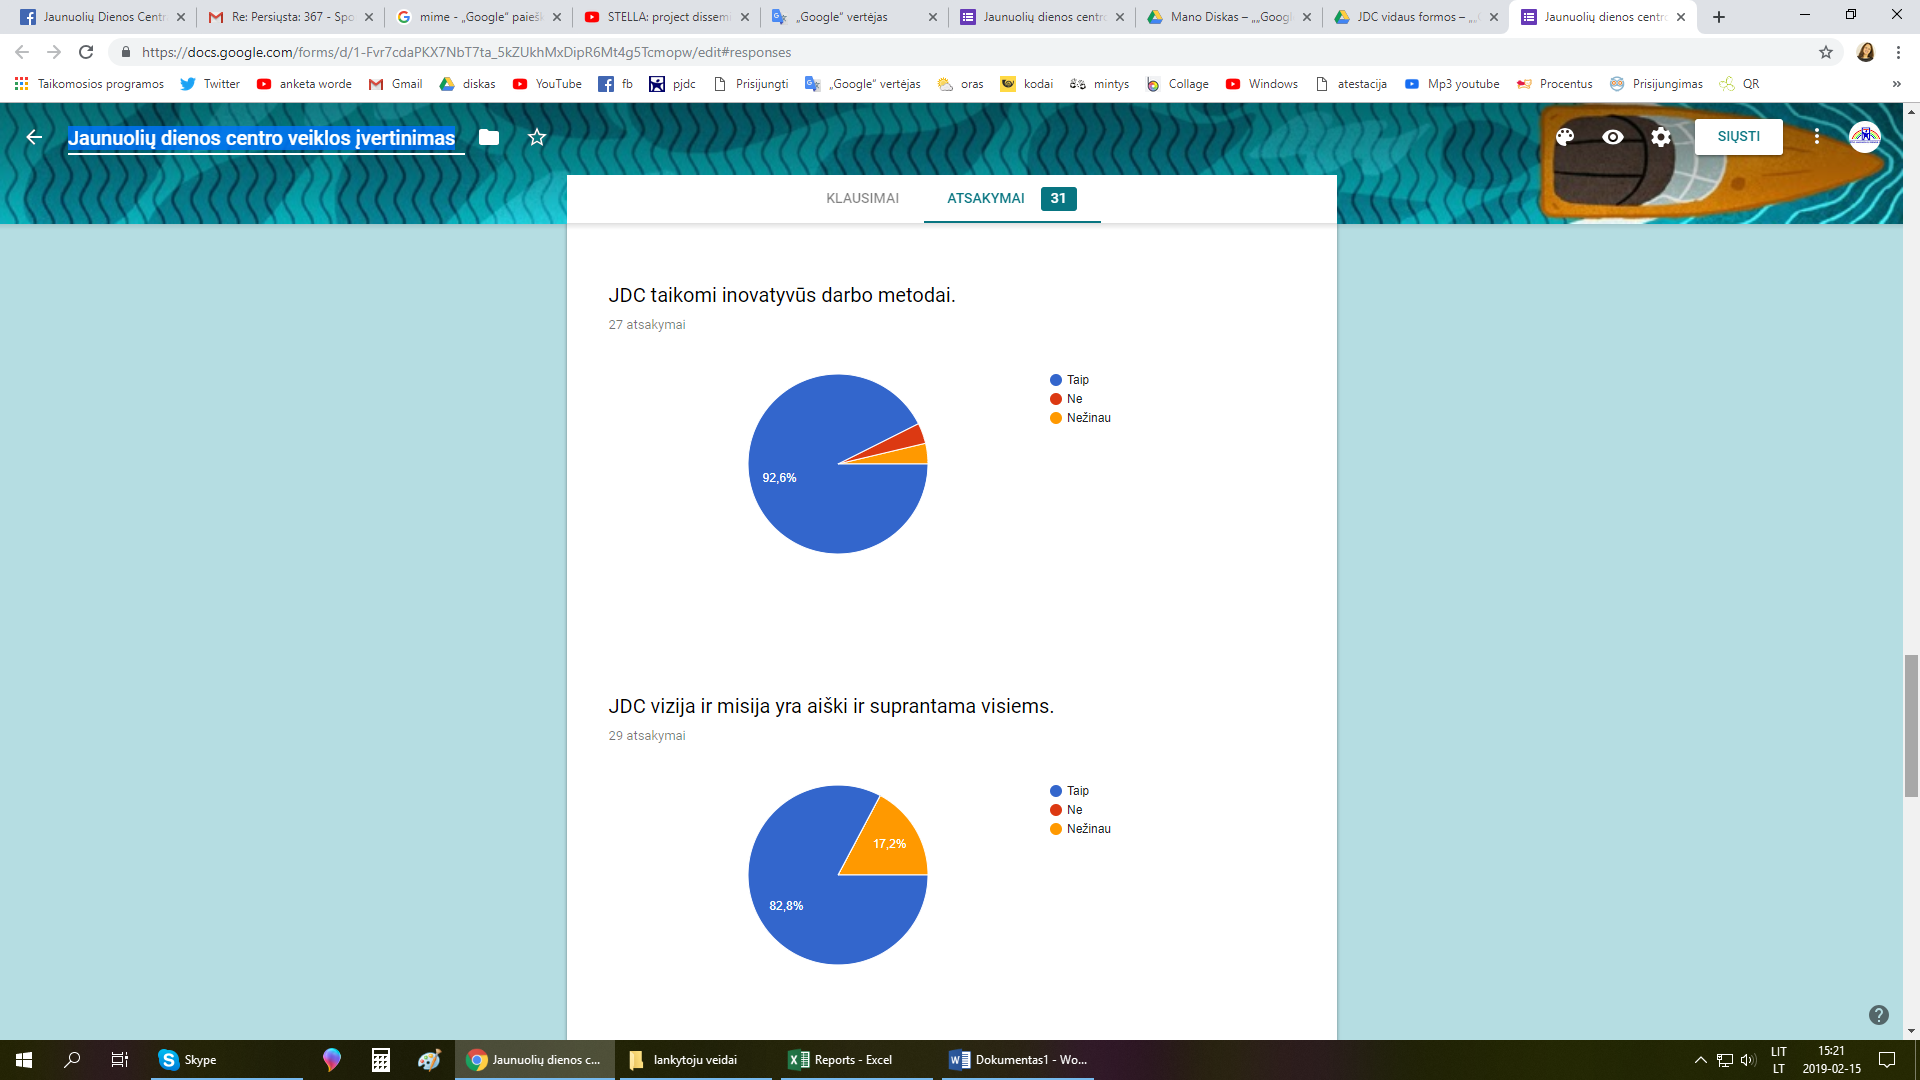 Jaunuolių Dienos Centr
Re: Persiųsta: 367 - Spo
mime - „Google“ paiešk
STELLA: project dissemi
„Google“ vertėjas
Jaunuolių dienos centro
Mano Diskas – „„Googl
JDC vidaus formos – „„
Jaunuolių dienos centro
https://docs.google.com/forms/d/1-Fvr7cdaPKX7NbT7ta_5kZUkhMxDipR6Mt4g5Tcmopw/edit#responses
Taikomosios programos
Twitter
anketa worde
Gmail
diskas
YouTube
fb
pjdc
Prisijungti
„Google“ vertėjas
oras
kodai
mintys
Collage
Windows
atestacija
Mp3 youtube
Procentus
Prisijungimas
QR
»
Jaunuolių dienos centro veiklos įvertinimas
SIŲSTI
KLAUSIMAI
ATSAKYMAI 31
JDC taikomi inovatyvūs darbo metodai.
27 atsakymai
Taip
Ne
Nežinau
92,6%
JDC vizija ir misija yra aiški ir suprantama visiems.
29 atsakymai
Taip
Ne
Nežinau
17,2%
82,8%
Skype
Jaunuolių dienos c...
lankytoju veidai
Reports - Excel
Dokumentas1 - Wo...
LIT
LT
15:21
2019-02-15